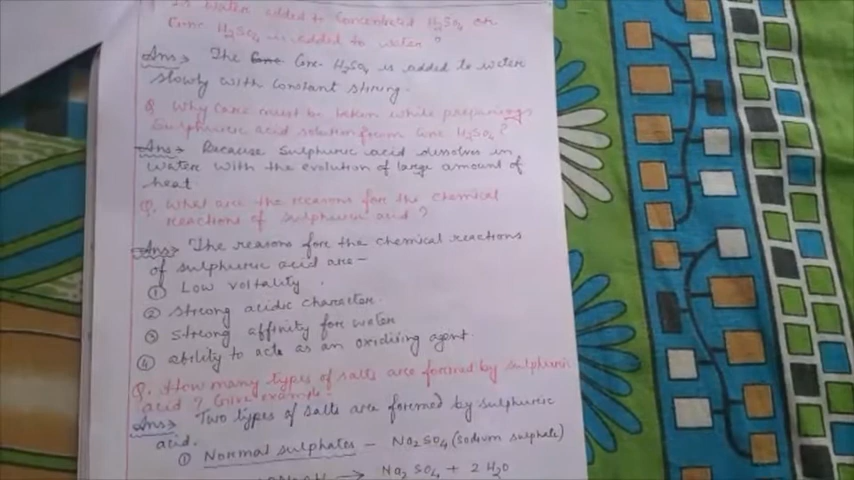 Q Is water added to concentrated H2SO4 or
Conc H2SO4 is added to water?
Ans> The Conc H2SO4 is added to water
slowly with constant string.
Q Why Care must be taken while preparings
Sulphuric acid solution from Conc H2SO4?
Ans> Because sulphuric acid dissolves in
water with the evolution of large amount of
heat
Q. What are the reasons for the chemical
reactions of sulphuric acid?
Ans> The reasons for the chemical reactions
of sulphuric acid are-
① Low voltality
② strong acidic character.
③ strong affinity for water
④ ability to acts as an oxidising agent.
Q. How many types of salts are formed by sulphuric
acid? Give example.
Ans> Two types of salts are formed by sulphuric
acid.
① Normal sulphates - Na2SO4 (sodium sulphate)
→ Na2SO4 + 2H2O